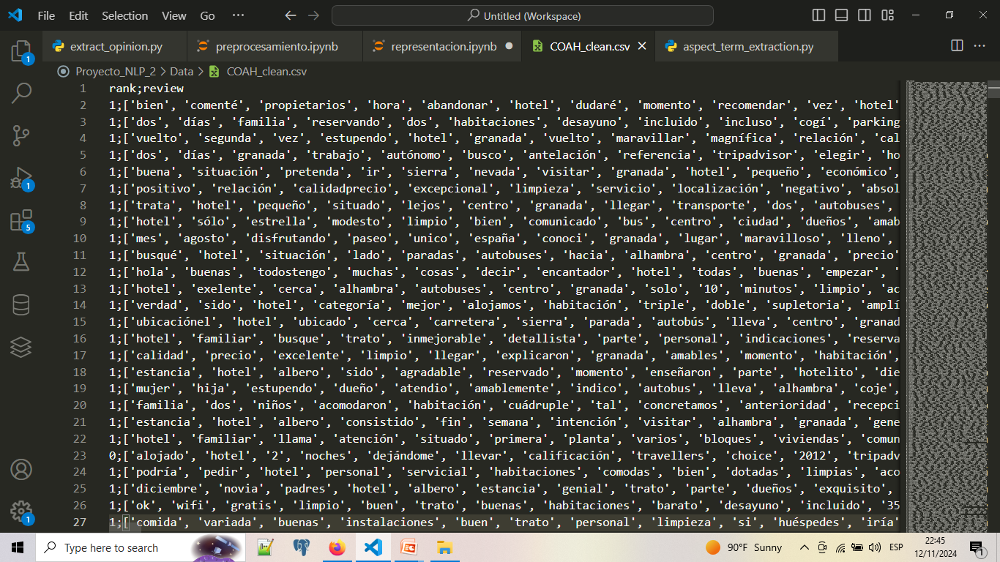 File Edit Selection View Go ··· Untitled (Workspace)
extract_opinion.py preprocesamiento.ipynb representacion.ipynb COAH_clean.csv aspect_term_extraction.py
Proyecto_NLP_2 > Data > COAH_clean.csv
1 rank;review
2 1;['bien', 'comenté', 'propietarios', 'hora', 'abandonar', 'hotel', 'dudaré', 'momento', 'recomendar', 'vez', 'hotel'
3 1;['dos', 'días', 'familia', 'reservando', 'dos', 'habitaciones', 'desayuno', 'incluido', 'incluso', 'cogí', 'parking
4 1;['vuelto', 'segunda', 'vez', 'estupendo', 'hotel', 'granada', 'vuelto', 'maravillar', 'magnífica', 'relación', 'cal
5 1;['dos', 'días', 'granada', 'trabajo', 'autónomo', 'busco', 'antelación', 'referencia', 'tripadvisor', 'elegir', 'ho
6 1;['buena', 'situación', 'pretenda', 'ir', 'sierra', 'nevada', 'visitar', 'granada', 'hotel', 'pequeño', 'económico',
7 1;['positivo', 'relación', 'calidadprecio', 'excepcional', 'limpieza', 'servicio', 'localización', 'negativo', 'absol
8 1;['trata', 'hotel', 'pequeño', 'situado', 'lejos', 'centro', 'granada', 'llegar', 'transporte', 'dos', 'autobuses',
9 1;['hotel', 'sólo', 'estrella', 'modesto', 'limpio', 'bien', 'comunicado', 'bus', 'centro', 'ciudad', 'dueños', 'amab
10 1;['mes', 'agosto', 'disfrutando', 'paseo', 'unico', 'españa', 'conoci', 'granada', 'lugar', 'maravilloso', 'lleno',
11 1;['busqué', 'hotel', 'situación', 'lado', 'paradas', 'autobuses', 'hacia', 'alhambra', 'centro', 'granada', 'precio'
12 1;['hola', 'buenas', 'todostengo', 'muchas', 'cosas', 'decir', 'encantador', 'hotel', 'todas', 'buenas', 'empezar', '
13 1;['hotel', 'exelente', 'cerca', 'alhambra', 'autobuses', 'centro', 'granada', 'solo', '10', 'minutos', 'limpio', 'ac
14 1;['verdad', 'sido', 'hotel', 'categoría', 'mejor', 'alojamos', 'habitación', 'triple', 'doble', 'supletoria', 'amplí
15 1;['ubicaciónel', 'hotel', 'ubicado', 'cerca', 'carretera', 'sierra', 'parada', 'autobús', 'lleva', 'centro', 'granad
16 1;['hotel', 'familiar', 'busque', 'trato', 'inmejorable', 'detallista', 'parte', 'personal', 'indicaciones', 'reserva
17 1;['calidad', 'precio', 'excelente', 'limpio', 'llegar', 'explicaron', 'granada', 'amables', 'momento', 'habitación',
18 1;['estancia', 'hotel', 'albero', 'sido', 'agradable', 'reservado', 'momento', 'enseñaron', 'parte', 'hotelito', 'die
19 1;['mujer', 'hija', 'estupendo', 'dueño', 'atendio', 'amablemente', 'indico', 'autobus', 'lleva', 'alhambra', 'coje',
20 1;['familia', 'dos', 'niños', 'acomodaron', 'habitación', 'cuádruple', 'tal', 'concretamos', 'anterioridad', 'recepci
21 1;['estancia', 'hotel', 'albero', 'consistido', 'fin', 'semana', 'intención', 'visitar', 'alhambra', 'granada', 'gene
22 1;['hotel', 'familiar', 'llama', 'atención', 'situado', 'primera', 'planta', 'varios', 'bloques', 'viviendas', 'comun
23 0;['alojado', 'hotel', '2', 'noches', 'dejándome', 'llevar', 'calificación', 'travellers', 'choice', '2012', 'tripadv
24 1;['podría', 'pedir', 'hotel', 'personal', 'servicial', 'habitaciones', 'comodas', 'bien', 'dotadas', 'limpias', 'aco
25 1;['diciembre', 'novia', 'padres', 'hotel', 'albero', 'estancia', 'genial', 'trato', 'parte', 'dueños', 'exquisito',
26 1;['ok', 'wifi', 'gratis', 'limpio', 'buen', 'trato', 'buenas', 'habitaciones', 'barato', 'desayuno', 'incluido', '35
27 1;['comida', 'variada', 'buenas', 'instalaciones', 'buen', 'trato', 'personal', 'limpieza', 'si', 'huéspedes', 'iría'
1
1
5
1
Type here to search 90°F Sunny ESP 22:45
12/11/2024 1